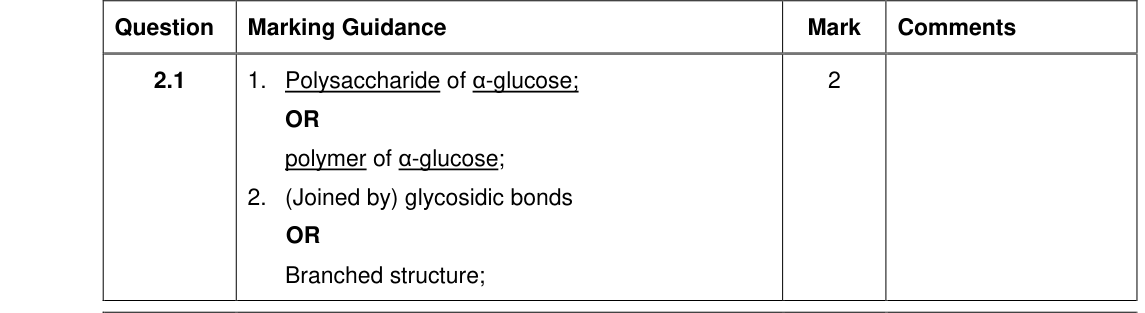 Question Marking Guidance Mark Comments
2.1 1. Polysaccharide of α-glucose; 2
OR
polymer of α-glucose;
2. (Joined by) glycosidic bonds
OR
Branched structure;